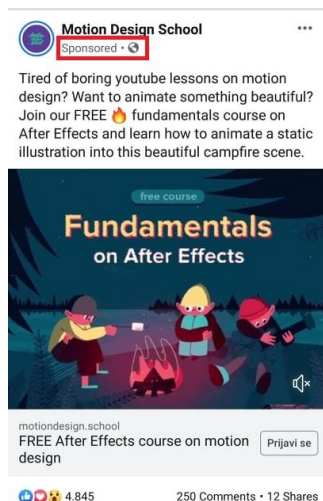 Motion Design School
Sponsored ·
Tired of boring youtube lessons on motion
design? Want to animate something beautiful?
Join our FREE 🔥 fundamentals course on
After Effects and learn how to animate a static
illustration into this beautiful campfire scene.
free course
Fundamentals
on After Effects
motiondesign.school
FREE After Effects course on motion
design
Prijavi se
4.845
250 Comments • 12 Shares